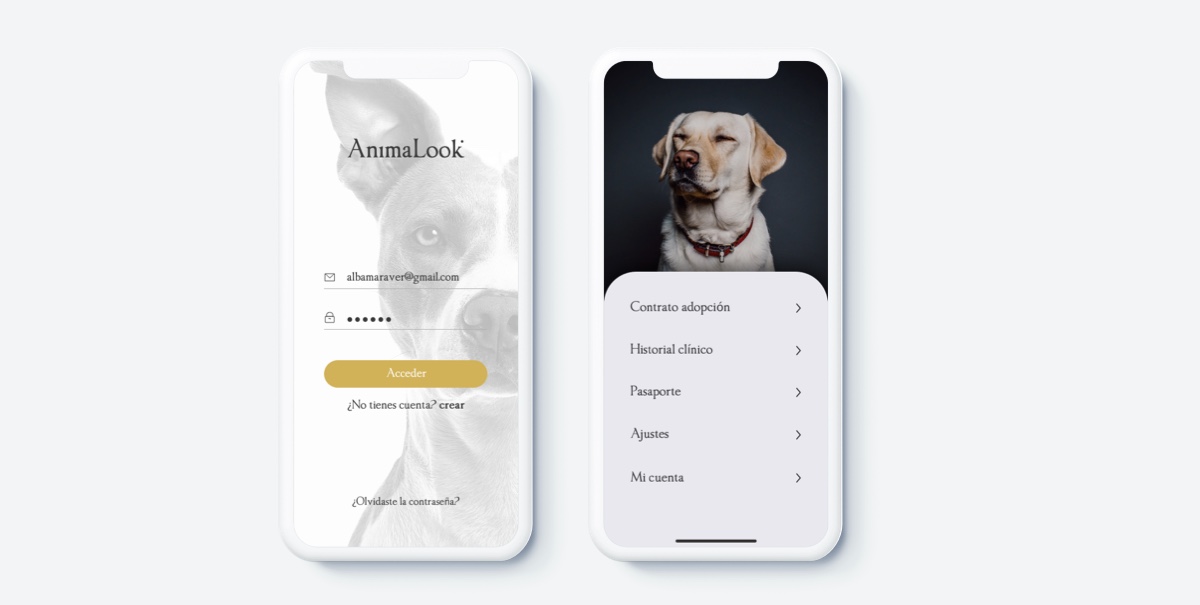 AnimaLook
albamaraver@gmail.com
••••••
Acceder
¿No tienes cuenta? crear
¿Olvidaste la contraseña?
Contrato adopción
Historial clínico
Pasaporte
Ajustes
Mi cuenta